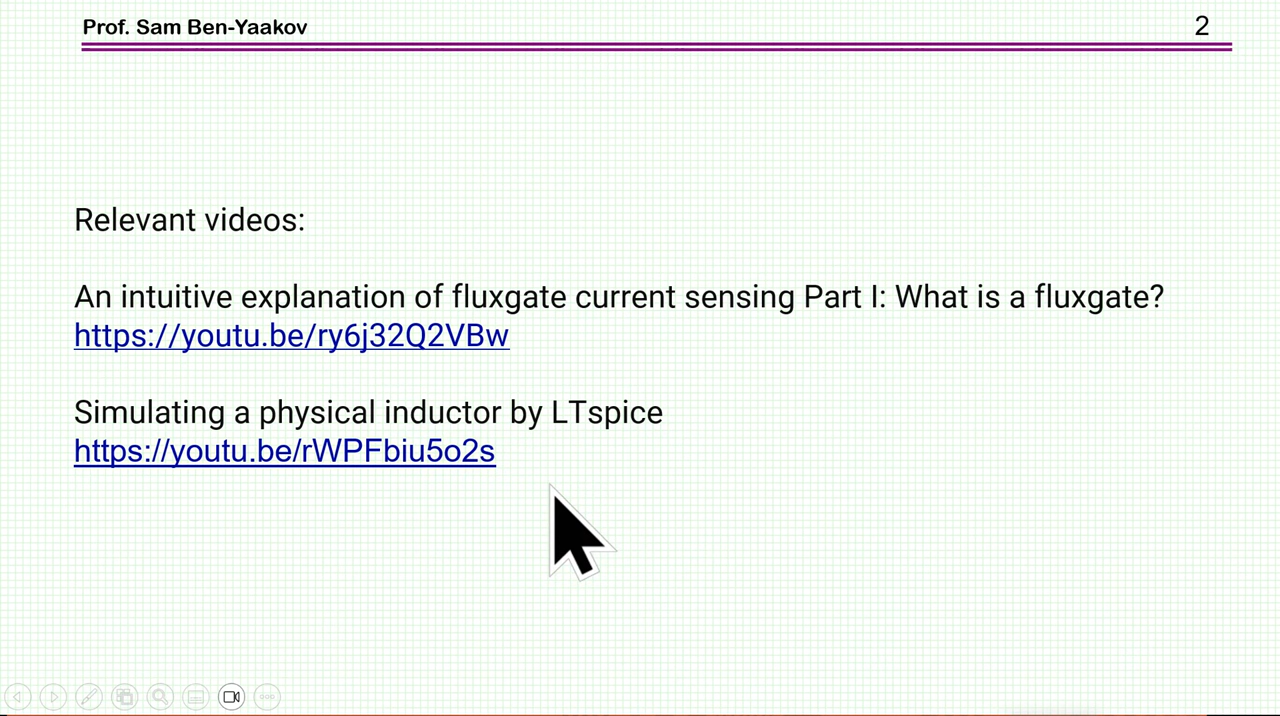 Prof. Sam Ben-Yaakov
2
Relevant videos:
An intuitive explanation of fluxgate current sensing Part I: What is a fluxgate?
https://youtu.be/ry6j32Q2VBw
Simulating a physical inductor by LTspice
https://youtu.be/rWPFbiu5o2s